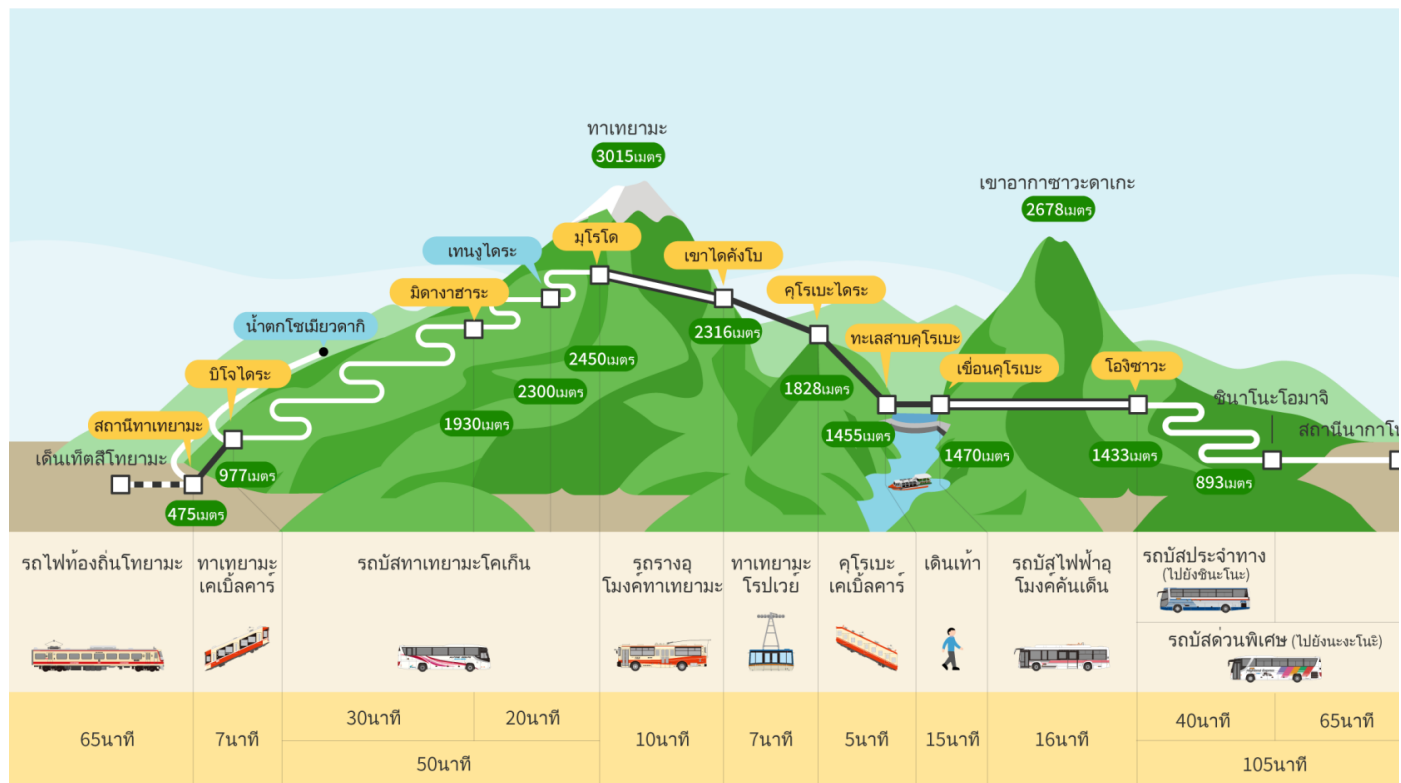 ทาเทยามะ
3015เมตร
เขาอากาซาวะดาเกะ
2678เมตร
มุโรโด
เทนงูไดระ
เขาไดคังโบ
มิดางาฮาระ
คุโรเบะไดระ
น้ำตกโชเมียวดากิ
2316เมตร
ทะเลสาบคุโรเบะ
2450เมตร
บิโจไดระ
เขื่อนคุโรเบะ
โองิซาวะ
2300เมตร
1828เมตร
ชินาโนะโอมาจิ
สถานีทาเทยามะ
1930เมตร
1455เมตร
สถานีนากาโน
เด็นเท็ตสึโทยามะ
977เมตร
1470เมตร
1433เมตร
893เมตร
475เมตร
รถไฟท้องถิ่นโทยามะ
ทาเทยามะ
เคเบิ้ลคาร์
รถบัสทาเทยามะโคเก็น
รถรางอุ
โมงค์ทาเทยามะ
ทาเทยามะ
โรปเวย์
คุโรเบะ
เคเบิ้ลคาร์
เดินเท้า
รถบัสไฟฟ้าอุ
โมงค์คันเด็น
รถบัสประจำทาง
(ไปยังชินะโนะ)
รถบัสด่วนพิเศษ (ไปยังนะงะโนะ)
65นาที
7นาที
30นาที
20นาที
50นาที
10นาที
7นาที
5นาที
15นาที
16นาที
40นาที
65นาที
105นาที